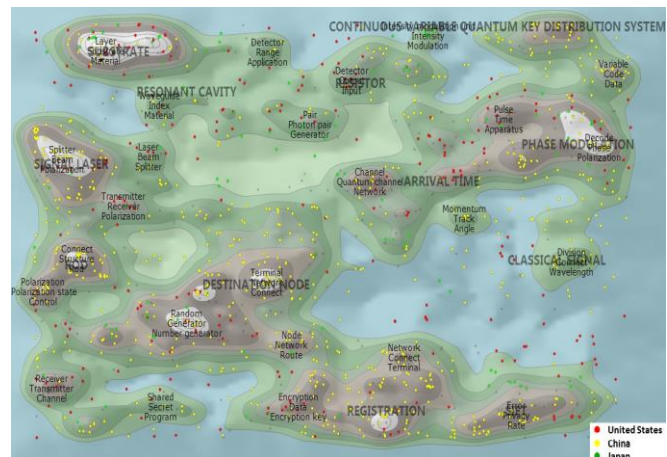 CONTINUOUS VARIABLE QUANTUM KEY DISTRIBUTION SYSTEM
Intensity
Modulation
Layer
SUBSTRATE
Material
Detector
Range
Application
Detector
Input
Variable
Code
Data
RESONANT CAVITY
Waveguide
Index
Material
Pair
Photon pair
Generator
Pulse
Time
Apparatus
Decode
Phase
Polarization
PHASE MODULATION
Splitter
Beam
Polarization
SIGNAL LASER
Laser
Beam
Splitter
Channel
Quantum channel
Network
ARRIVAL TIME
Transmitter
Receiver
Polarization
Momentum
Track
Angle
Connect
Structure
Polarization
Polarization state
Control
Terminal
Network
Connect
DESTINATION NODE
CLASSICAL SIGNAL
Division
Connect
Wavelength
Random
Generator
Number generator
Node
Network
Route
Network
Connect
Terminal
Receiver
Transmitter
Channel
Shared
Secret
Program
Encryption
Data
Encryption key
REGISTRATION
Error
Privacy
Rate
United States
China
Japan